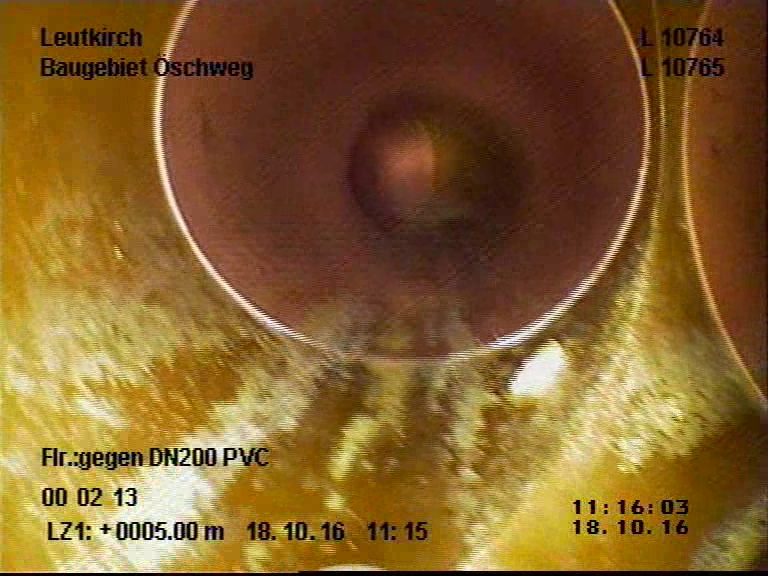 Leutkirch
L 10764
Baugebiet Öschweg
L 10765
Flr.:gegen DN200 PVC
00 02 13
LZ1: +0005.00 m 18.10.16 11:15
11:16:03
18.10.16